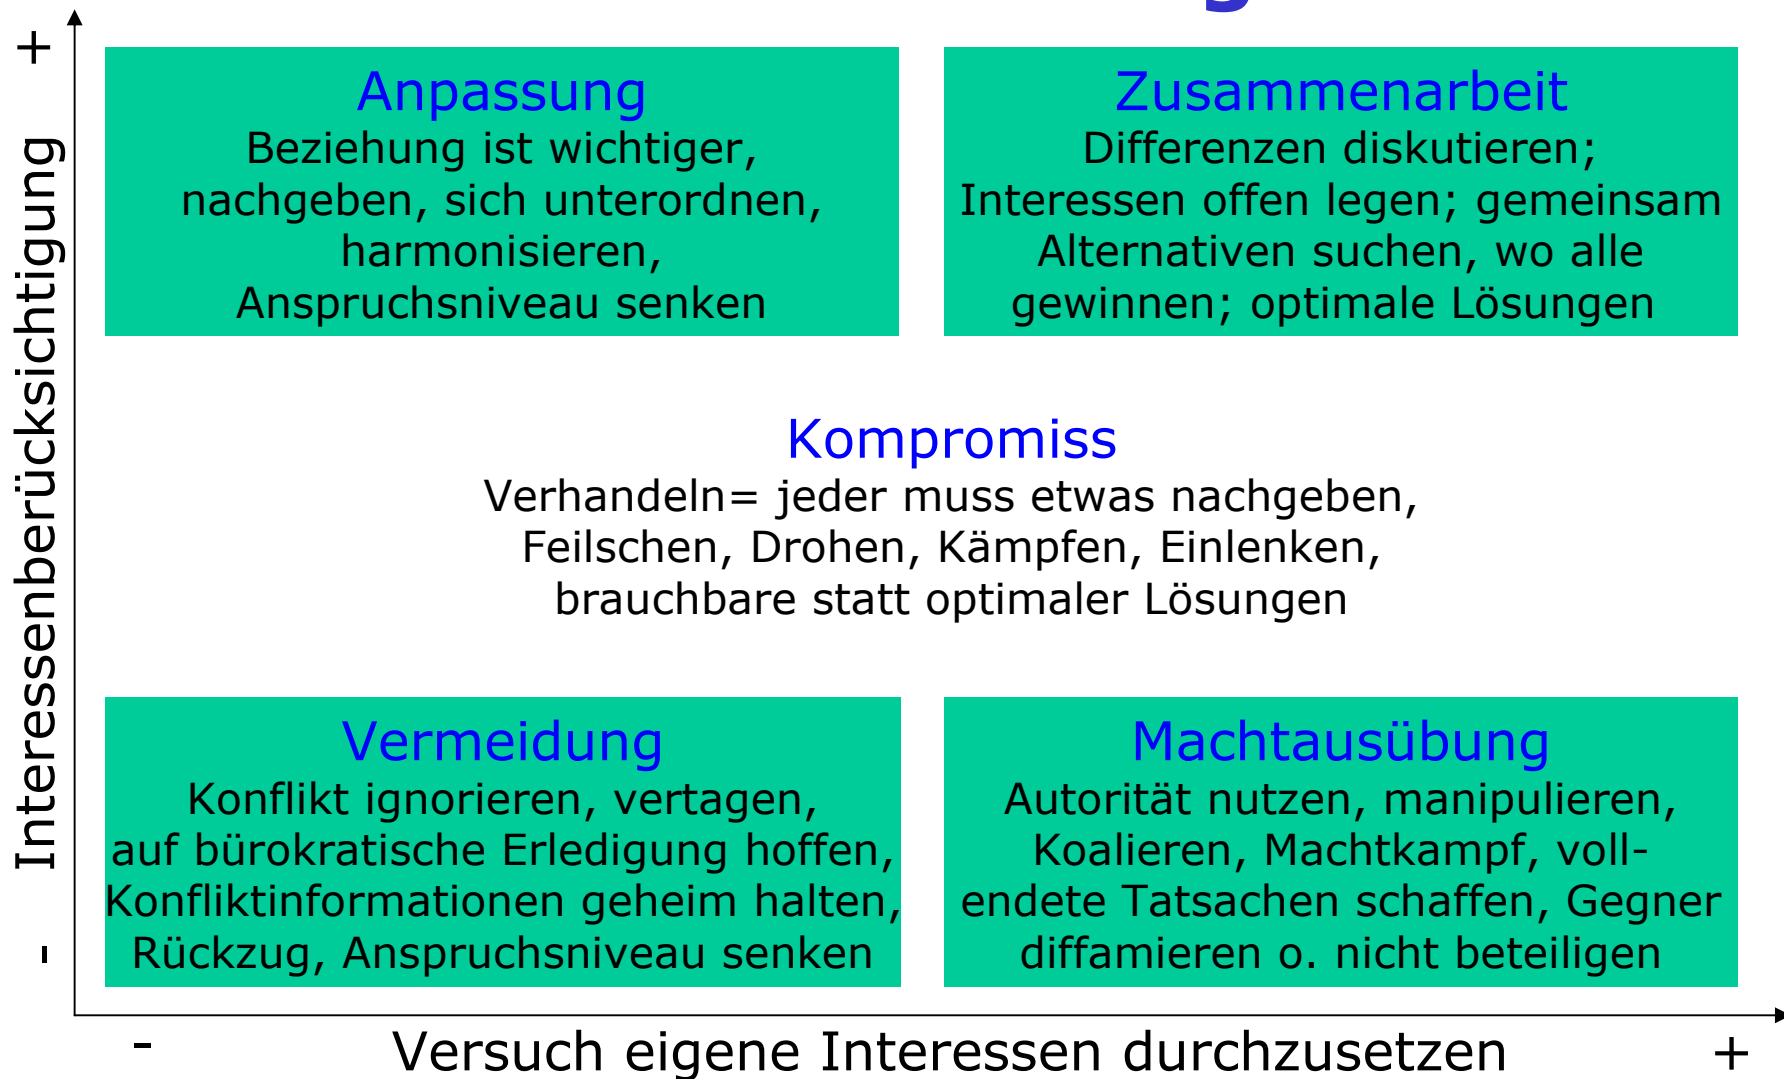 +
Interessenberücksichtigung
-
Anpassung
Beziehung ist wichtiger,
nachgeben, sich unterordnen,
harmonisieren,
Anspruchsniveau senken
Zusammenarbeit
Differenzen diskutieren;
Interessen offen legen; gemeinsam
Alternativen suchen, wo alle
gewinnen; optimale Lösungen
Kompromiss
Verhandeln= jeder muss etwas nachgeben,
Feilschen, Drohen, Kämpfen, Einlenken,
brauchbare statt optimaler Lösungen
Vermeidung
Konflikt ignorieren, vertagen,
auf bürokratische Erledigung hoffen,
Konfliktinformationen geheim halten,
Rückzug, Anspruchsniveau senken
Machtausübung
Autorität nutzen, manipulieren,
Koalieren, Machtkampf, voll-
endete Tatsachen schaffen, Gegner
diffamieren o. nicht beteiligen
-
Versuch eigene Interessen durchzusetzen
+